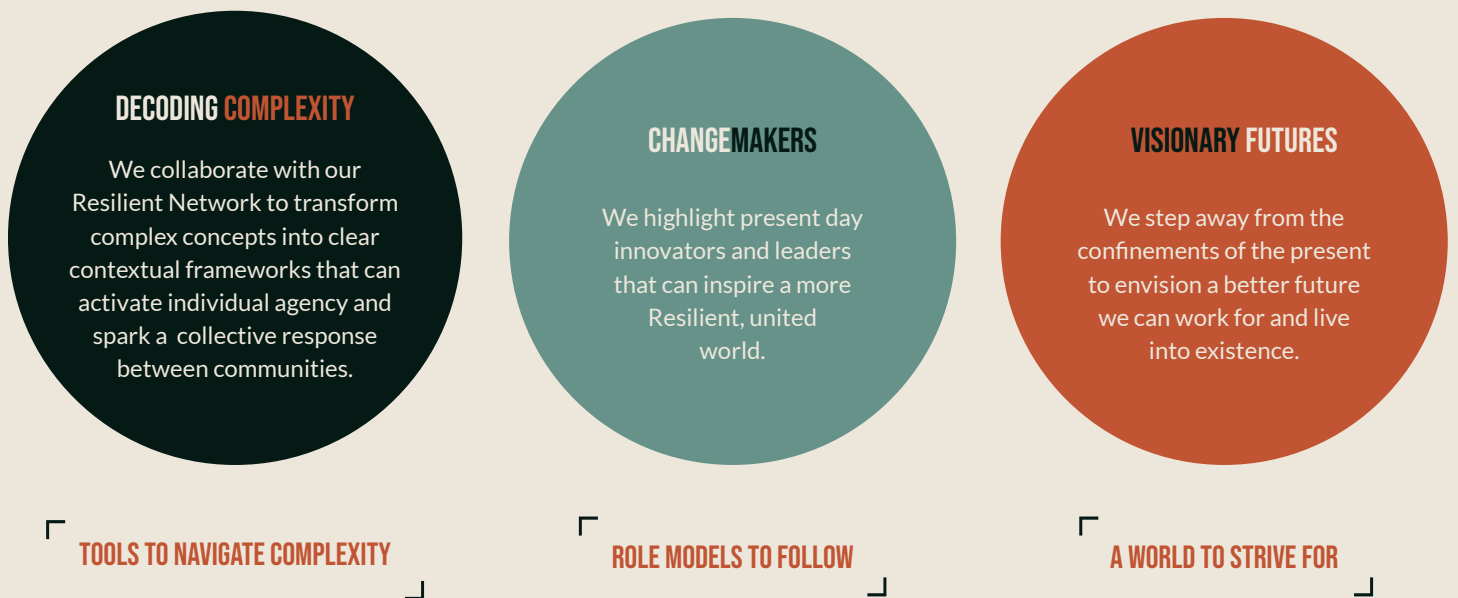 DECODING COMPLEXITY
We collaborate with our
Resilient Network to transform
complex concepts into clear
contextual frameworks that can
activate individual agency and
spark a  collective response
between communities.
TOOLS TO NAVIGATE COMPLEXITY
CHANGEMAKERS
We highlight present day
innovators and leaders
that can inspire a more
Resilient, united
world.
ROLE MODELS TO FOLLOW
VISIONARY FUTURES
We step away from the
confinements of the present
to envision a better future
we can work for and live
into existence.
A WORLD TO STRIVE FOR